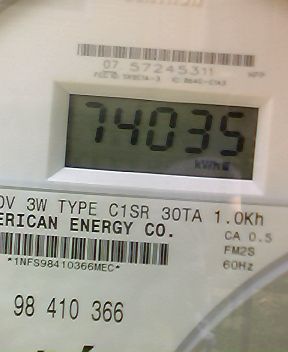 07 57245311
74035
kWh
0V 3W TYPE C1SR 30TA 1.0Kh
ERICAN ENERGY CO.
CA 0.5
FM2S
*1NFS98410366MEC*
60Hz
98 410 366